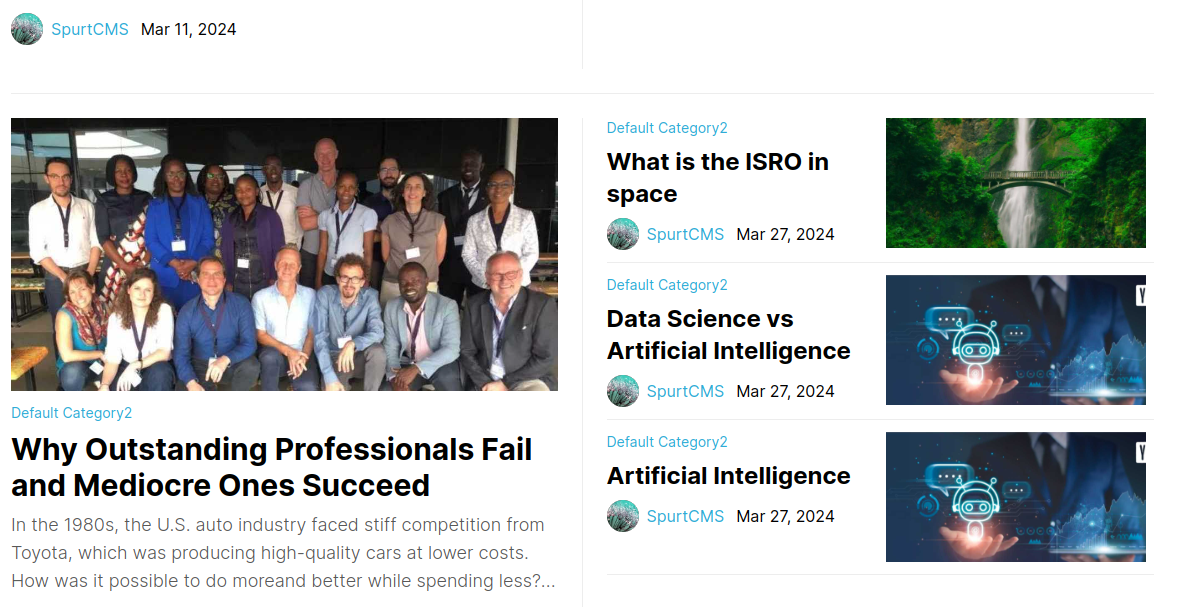 SpurtCMS Mar 11, 2024
Default Category2
Why Outstanding Professionals Fail
and Mediocre Ones Succeed
In the 1980s, the U.S. auto industry faced stiff competition from
Toyota, which was producing high-quality cars at lower costs.
How was it possible to do moreand better while spending less?...
Default Category2
What is the ISRO in
space
SpurtCMS Mar 27, 2024
Default Category2
Data Science vs
Artificial Intelligence
SpurtCMS Mar 27, 2024
Y
Default Category2
Artificial Intelligence
SpurtCMS Mar 27, 2024
Y